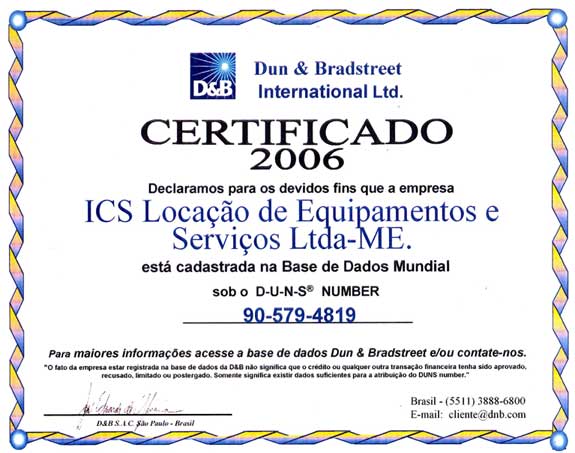 D&B
Dun & Bradstreet
International Ltd.
CERTIFICADO
2006
Declaramos para os devidos fins que a empresa
ICS Locação de Equipamentos e
Serviços Ltda-ME.
está cadastrada na Base de Dados Mundial
sob o D-U-N-S® NUMBER
90-579-4819
Para maiores informações acesse a base de dados Dun & Bradstreet e/ou contate-nos.
"O fato da empresa estar registrada na base de dados da D&B não significa que o crédito ou qualquer outra transação financeira tenha sido aprovado,
recusado, limitado ou postergado. Somente significa existir dados suficientes para a atribuição do DUNS number."
D&B S.A C. São Paulo - Brasil
Brasil - (5511) 3888-6800
E-mail: cliente@dnb.com